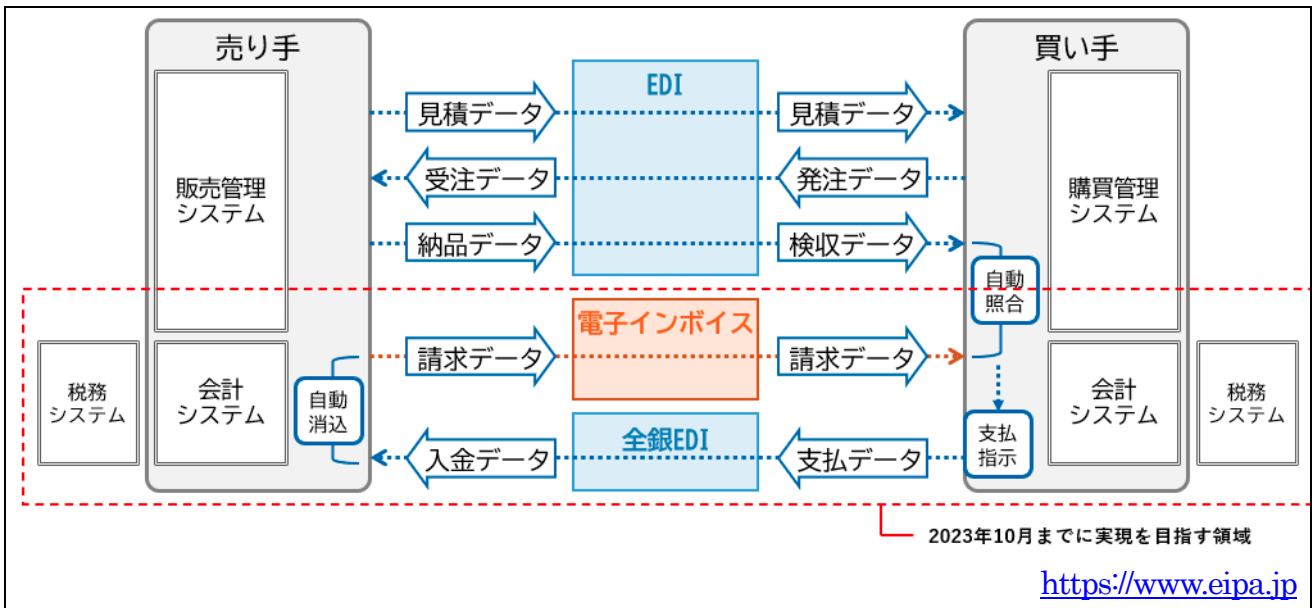 売り手
買い手
EDI
見積データ
見積データ
受注データ
発注データ
販売管理
システム
購買管理
システム
納品データ
検収データ
自動
照合
電子インボイス
請求データ
請求データ
税務
システム
会計
システム
自動
消込
会計
システム
税務
システム
全銀EDI
入金データ
支払データ
支払
指示
2023年10月までに実現を目指す領域
https://www.eipa.jp